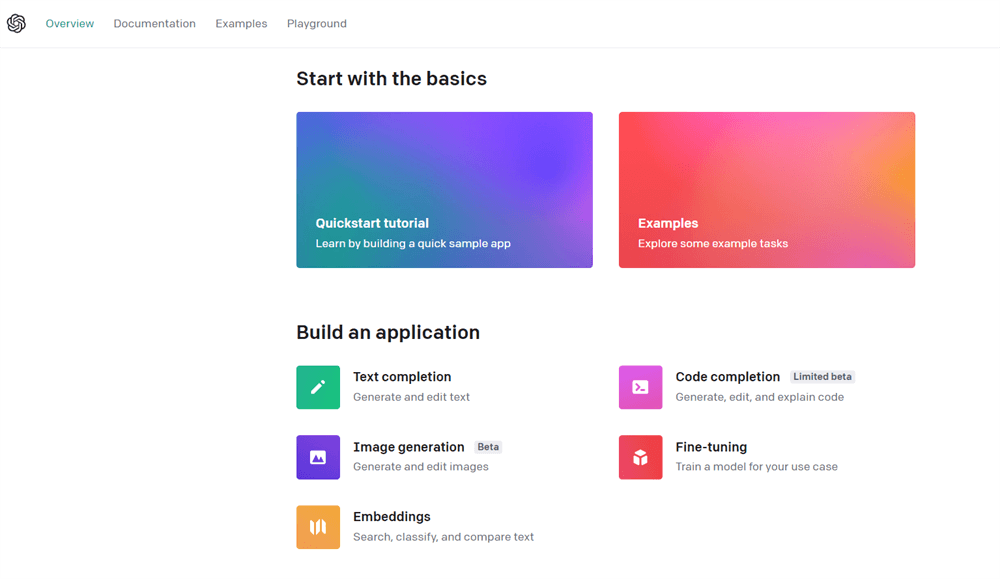 Overview Documentation Examples Playground
Start with the basics
Quickstart tutorial
Learn by building a quick sample app
Examples
Explore some example tasks
Build an application
Text completion
Generate and edit text
Code completion Limited beta
Generate, edit, and explain code
Image generation Beta
Generate and edit images
Fine-tuning
Train a model for your use case
Embeddings
Search, classify, and compare text